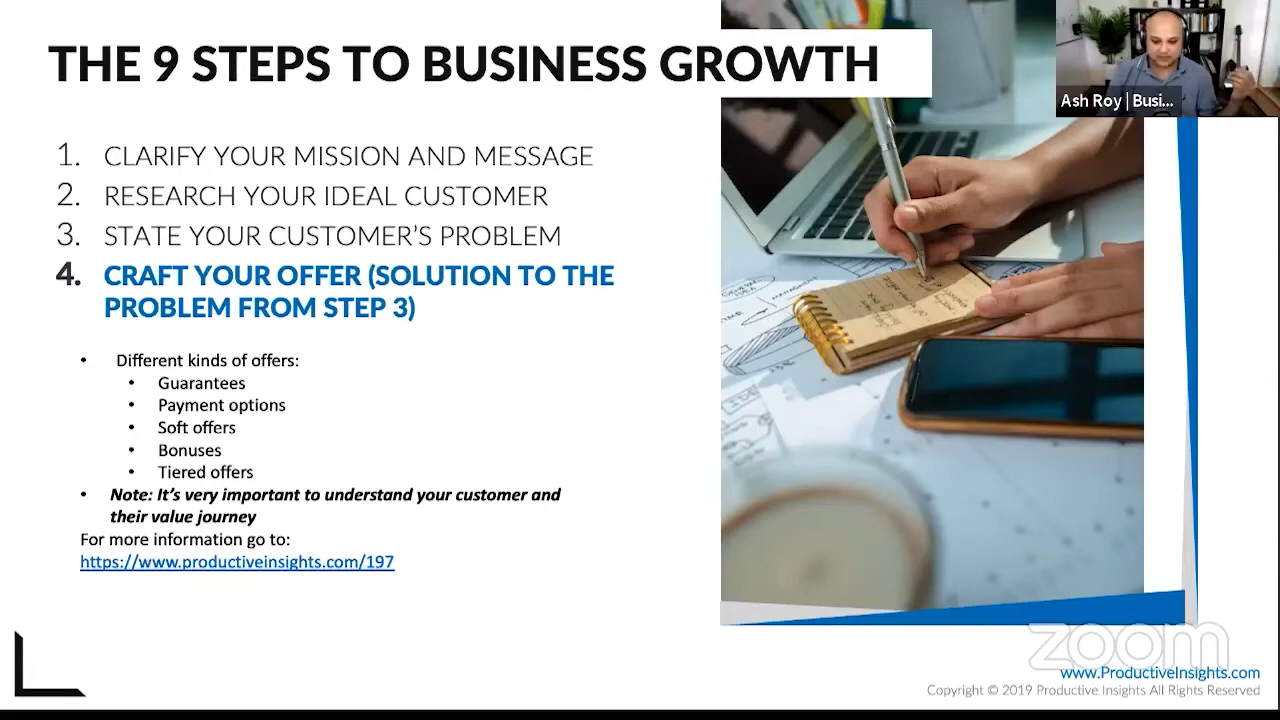 THE 9 STEPS TO BUSINESS GROWTH
Ash Roy | Busi...
1. CLARIFY YOUR MISSION AND MESSAGE
2. RESEARCH YOUR IDEAL CUSTOMER
3. STATE YOUR CUSTOMER'S PROBLEM
4. CRAFT YOUR OFFER (SOLUTION TO THE
PROBLEM FROM STEP 3)
• Different kinds of offers:
• Guarantees
• Payment options
• Soft offers
• Bonuses
• Tiered offers
• Note: It's very important to understand your customer and
their value journey
For more information go to:
https://www.productiveinsights.com/197
zoom
www.ProductiveInsights.com
Copyright © 2019 Productive Insights All Rights Reserved